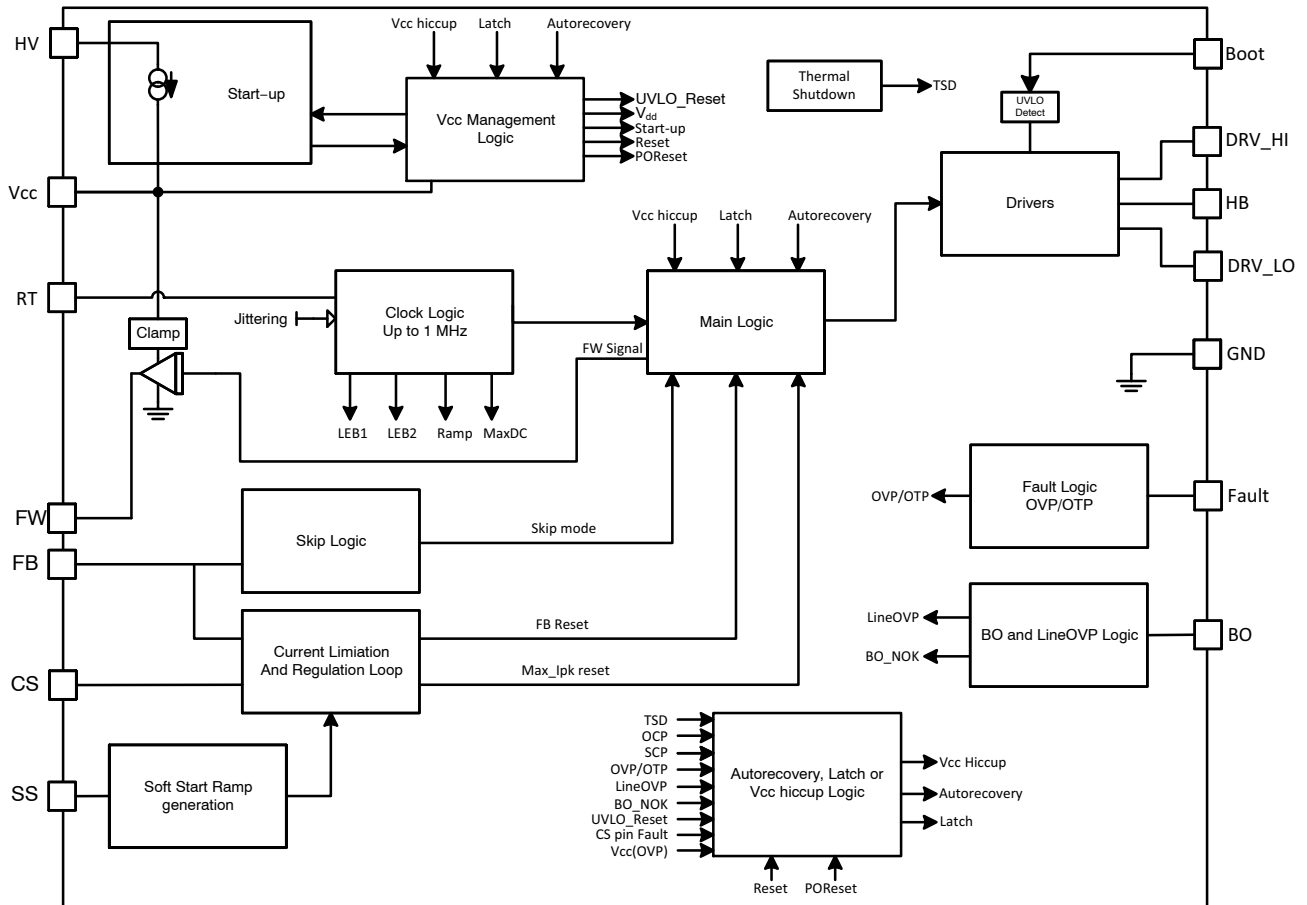 HV
Start-up
Vcc hiccup
Latch
Autorecovery
Vcc Management
Logic
UVLO_Reset
Vdd
Start-up
Reset
POReset
Thermal
Shutdown
TSD
Boot
UVLO
Detect
DRV_HI
HB
DRV_LO
Drivers
Vcc
RT
Clamp
Jittering
Clock Logic
Up to 1 MHz
LEB1
LEB2
Ramp
MaxDC
Vcc hiccup
Latch
Autorecovery
Main Logic
FW Signal
GND
FW
FB
Skip Logic
Skip mode
Fault Logic
OVP/OTP
OVP/OTP
Fault
Current Limiation
And Regulation Loop
FB Reset
Max_Ipk reset
LineOVP
BO_NOK
BO and LineOVP Logic
BO
CS
SS
Soft Start Ramp
generation
TSD
OCP
SCP
OVP/OTP
LineOVP
BO_NOK
UVLO_Reset
CS pin Fault
Vcc(OVP)
Autorecovery, Latch or
Vcc hiccup Logic
Vcc Hiccup
Autorecovery
Latch
Reset
POReset